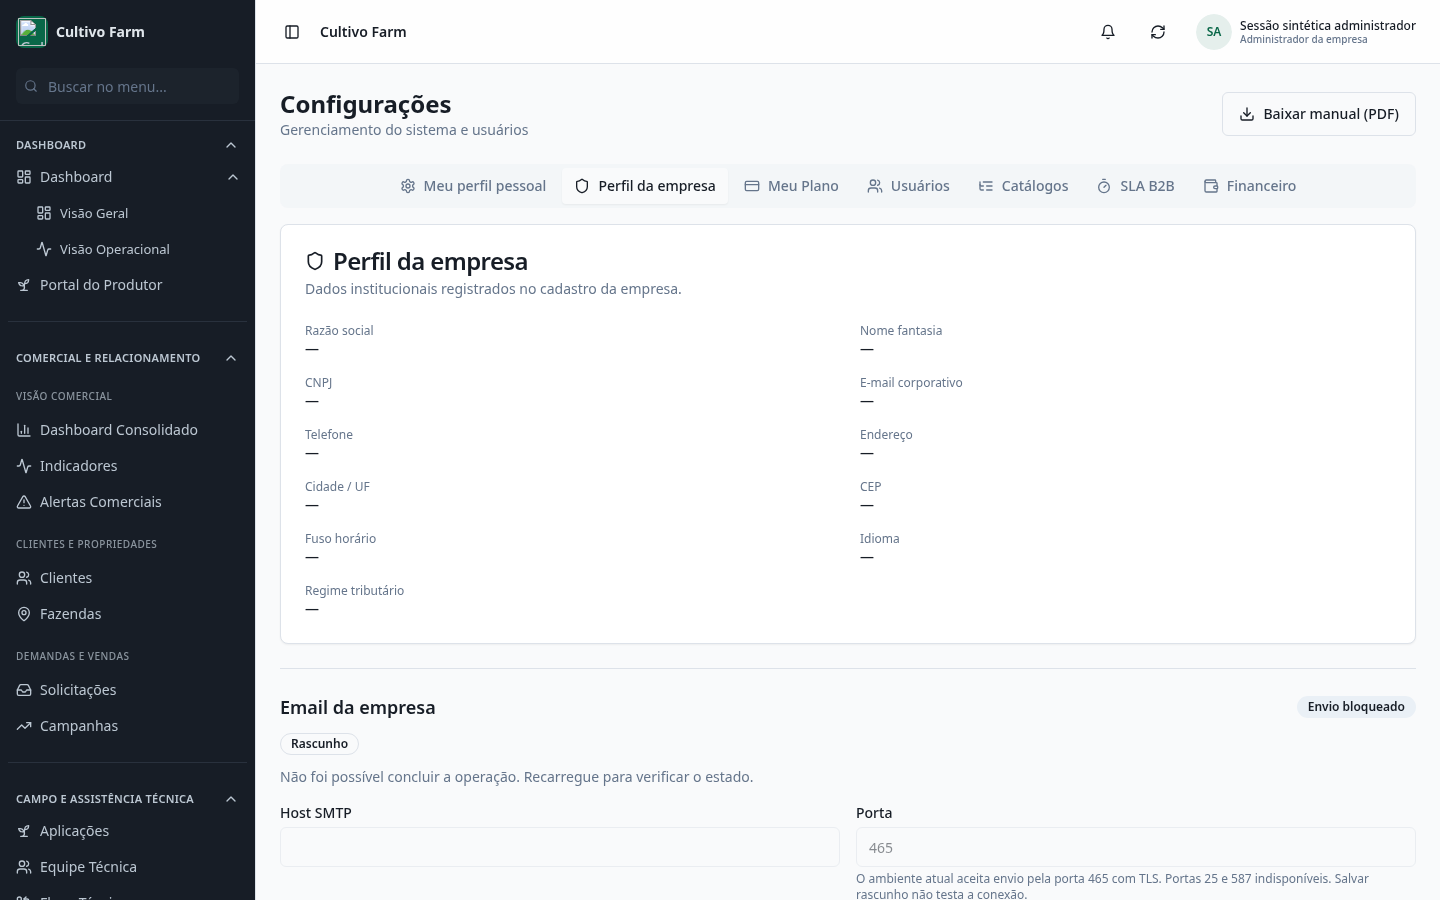 Cultivo Farm
Buscar no menu...
DASHBOARD
Dashboard
Visão Geral
Visão Operacional
Portal do Produtor
COMERCIAL E RELACIONAMENTO
VISÃO COMERCIAL
Dashboard Consolidado
Indicadores
Alertas Comerciais
CLIENTES E PROPRIEDADES
Clientes
Fazendas
DEMANDAS E VENDAS
Solicitações
Campanhas
CAMPO E ASSISTÊNCIA TÉCNICA
Aplicações
Equipe Técnica
Cultivo Farm
SA
Sessão sintética administrador
Administrador da empresa
Configurações
Gerenciamento do sistema e usuários
Baixar manual (PDF)
Meu perfil pessoal
Perfil da empresa
Meu Plano
Usuários
Catálogos
SLA B2B
Financeiro
Perfil da empresa
Dados institucionais registrados no cadastro da empresa.
Razão social
—
Nome fantasia
—
CNPJ
—
E-mail corporativo
—
Telefone
—
Endereço
—
Cidade / UF
—
CEP
—
Fuso horário
—
Idioma
—
Regime tributário
—
Email da empresa
Envio bloqueado
Rascunho
Não foi possível concluir a operação. Recarregue para verificar o estado.
Host SMTP
Porta
465
O ambiente atual aceita envio pela porta 465 com TLS. Portas 25 e 587 indisponíveis. Salvar
rascunho não testa a conexão.